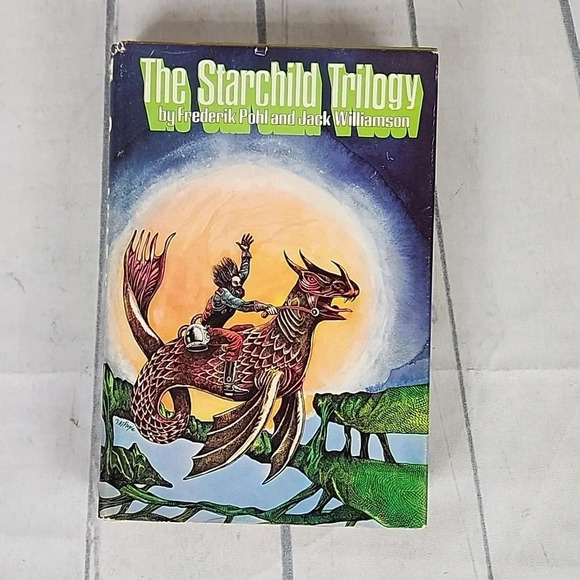 The Starchild Trilogy
by Frederik Pohl and Jack Williamson